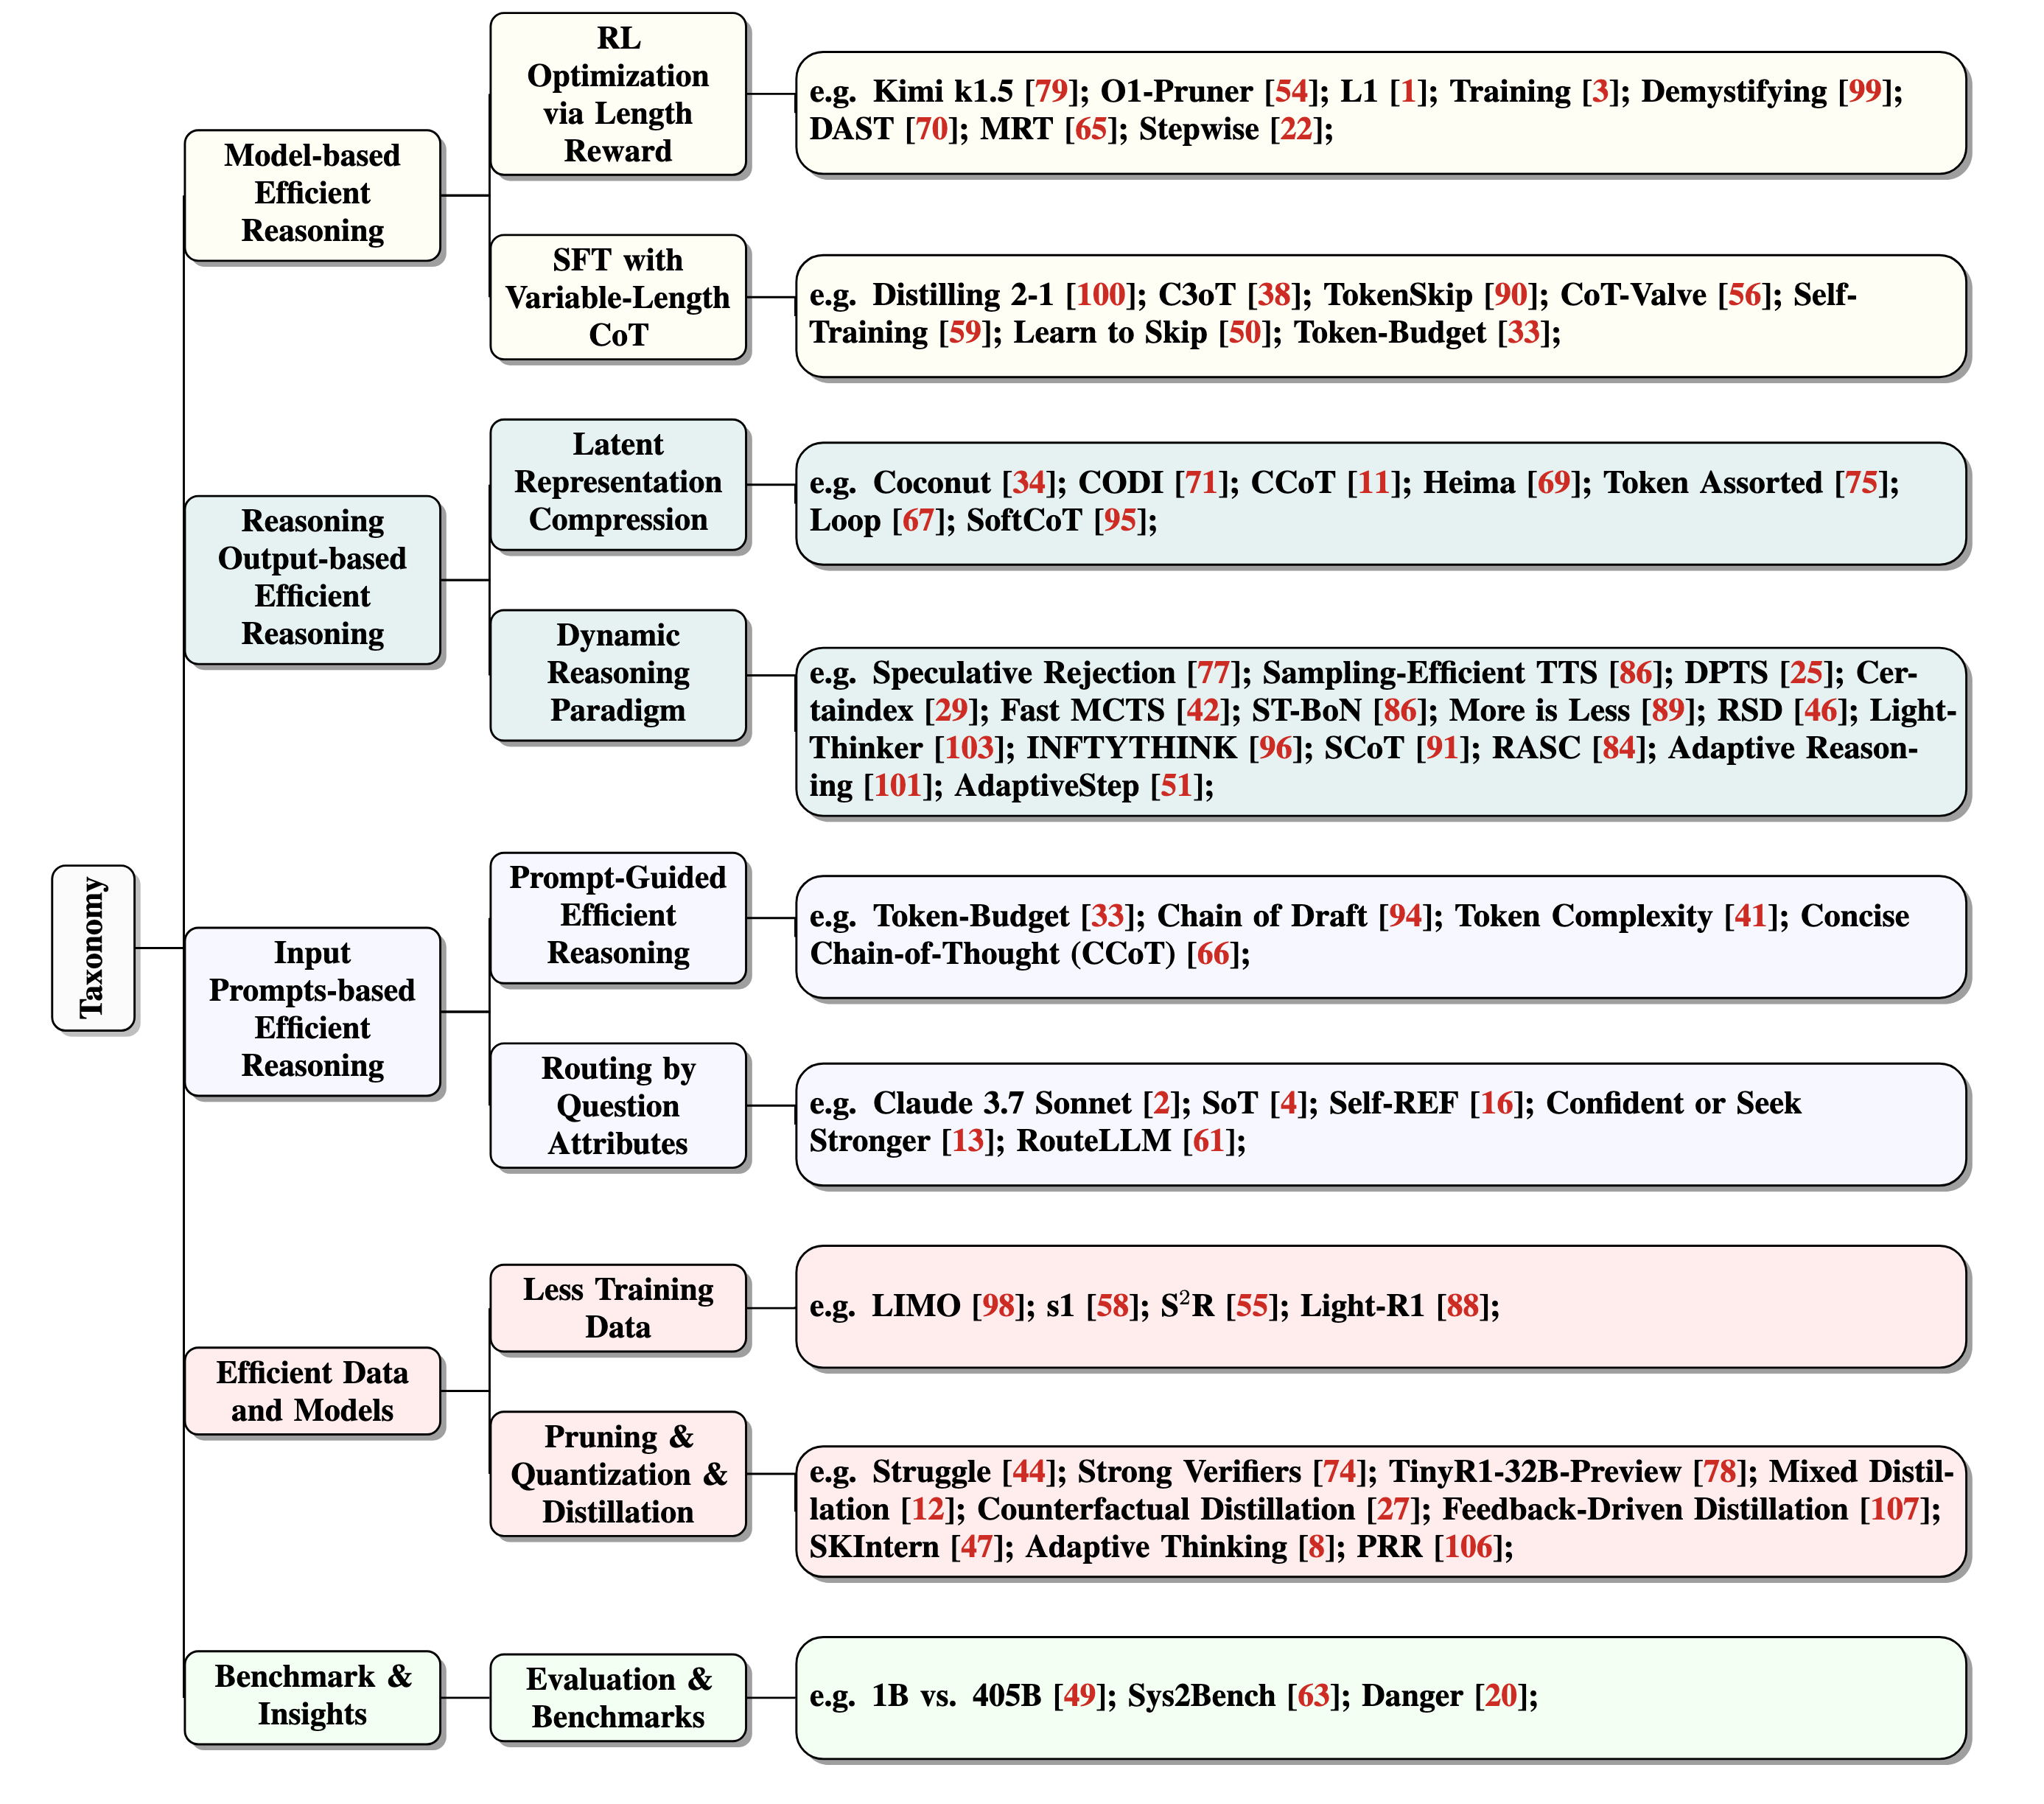 Taxonomy
Model-based
Efficient
Reasoning
RL
Optimization
via Length
Reward
e.g. Kimi k1.5 [79]; O1-Pruner [54]; L1 [1]; Training [3]; Demystifying [99];
DAST [70]; MRT [65]; Stepwise [22];
SFT with
Variable-Length
CoT
e.g. Distilling 2-1 [100]; C3oT [38]; TokenSkip [90]; CoT-Valve [56]; Self-
Training [59]; Learn to Skip [50]; Token-Budget [33];
Reasoning
Output-based
Efficient
Reasoning
Latent
Representation
Compression
e.g. Coconut [34]; CODI [71]; CCoT [11]; Heima [69]; Token Assorted [75];
Loop [67]; SoftCoT [95];
Dynamic
Reasoning
Paradigm
e.g. Speculative Rejection [77]; Sampling-Efficient TTS [86]; DPTS [25]; Cer-
taindex [29]; Fast MCTS [42]; ST-BoN [86]; More is Less [89]; RSD [46]; Light-
Thinker [103]; INFTYTHINK [96]; SCoT [91]; RASC [84]; Adaptive Reason-
ing [101]; AdaptiveStep [51];
Input
Prompts-based
Efficient
Reasoning
Prompt-Guided
Efficient
Reasoning
e.g. Token-Budget [33]; Chain of Draft [94]; Token Complexity [41]; Concise
Chain-of-Thought (CCoT) [66];
Routing by
Question
Attributes
e.g. Claude 3.7 Sonnet [2]; SoT [4]; Self-REF [16]; Confident or Seek
Stronger [13]; RouteLLM [61];
Efficient Data
and Models
Less Training
Data
e.g. LIMO [98]; s1 [58]; S²R [55]; Light-R1 [88];
Pruning &
Quantization &
Distillation
e.g. Struggle [44]; Strong Verifiers [74]; TinyR1-32B-Preview [78]; Mixed Distil-
lation [12]; Counterfactual Distillation [27]; Feedback-Driven Distillation [107];
SKIntern [47]; Adaptive Thinking [8]; PRR [106];
Benchmark &
Insights
Evaluation &
Benchmarks
e.g. 1B vs. 405B [49]; Sys2Bench [63]; Danger [20];